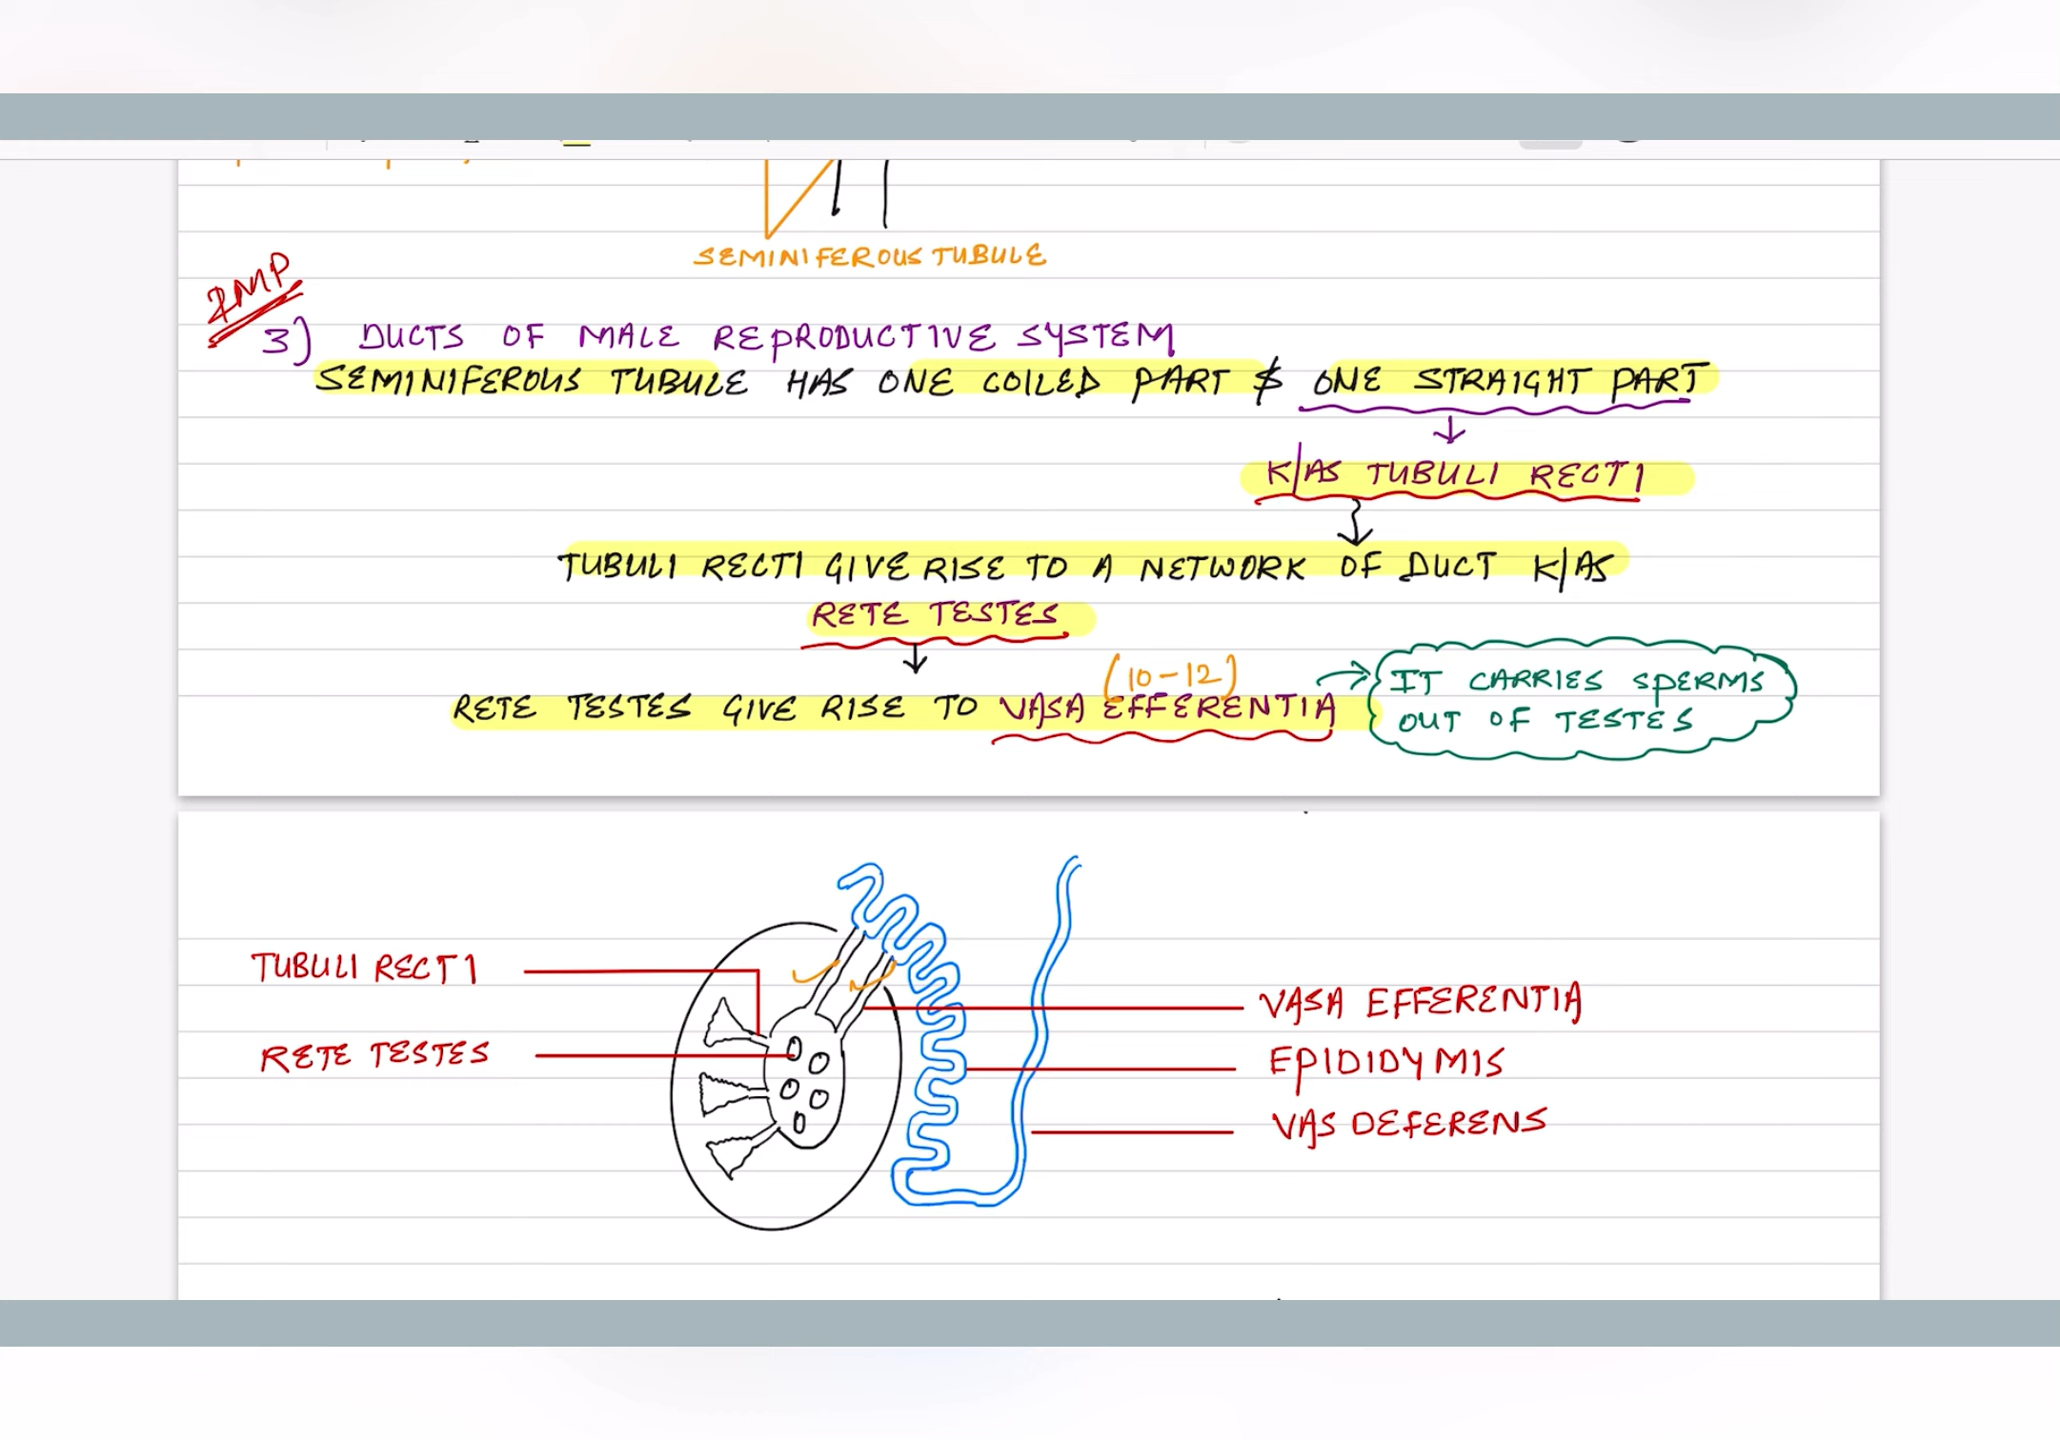 SEMINIFEROUS TUBULE
IMP
3) DUCTS OF MALE REPRODUCTIVE SYSTEM
SEMINIFEROUS TUBULE HAS ONE COILED PART & ONE STRAIGHT PART
K/AS TUBULI RECTI
TUBULI RECTI GIVE RISE TO A NETWORK OF DUCT K/AS
RETE TESTES
(10-12)
RETE TESTES GIVE RISE TO VASA EFFERENTIA
IT CARRIES SPERMS
OUT OF TESTES
TUBULI RECTI
RETE TESTES
VASA EFFERENTIA
EPIDIDYMIS
VAS DEFERENS